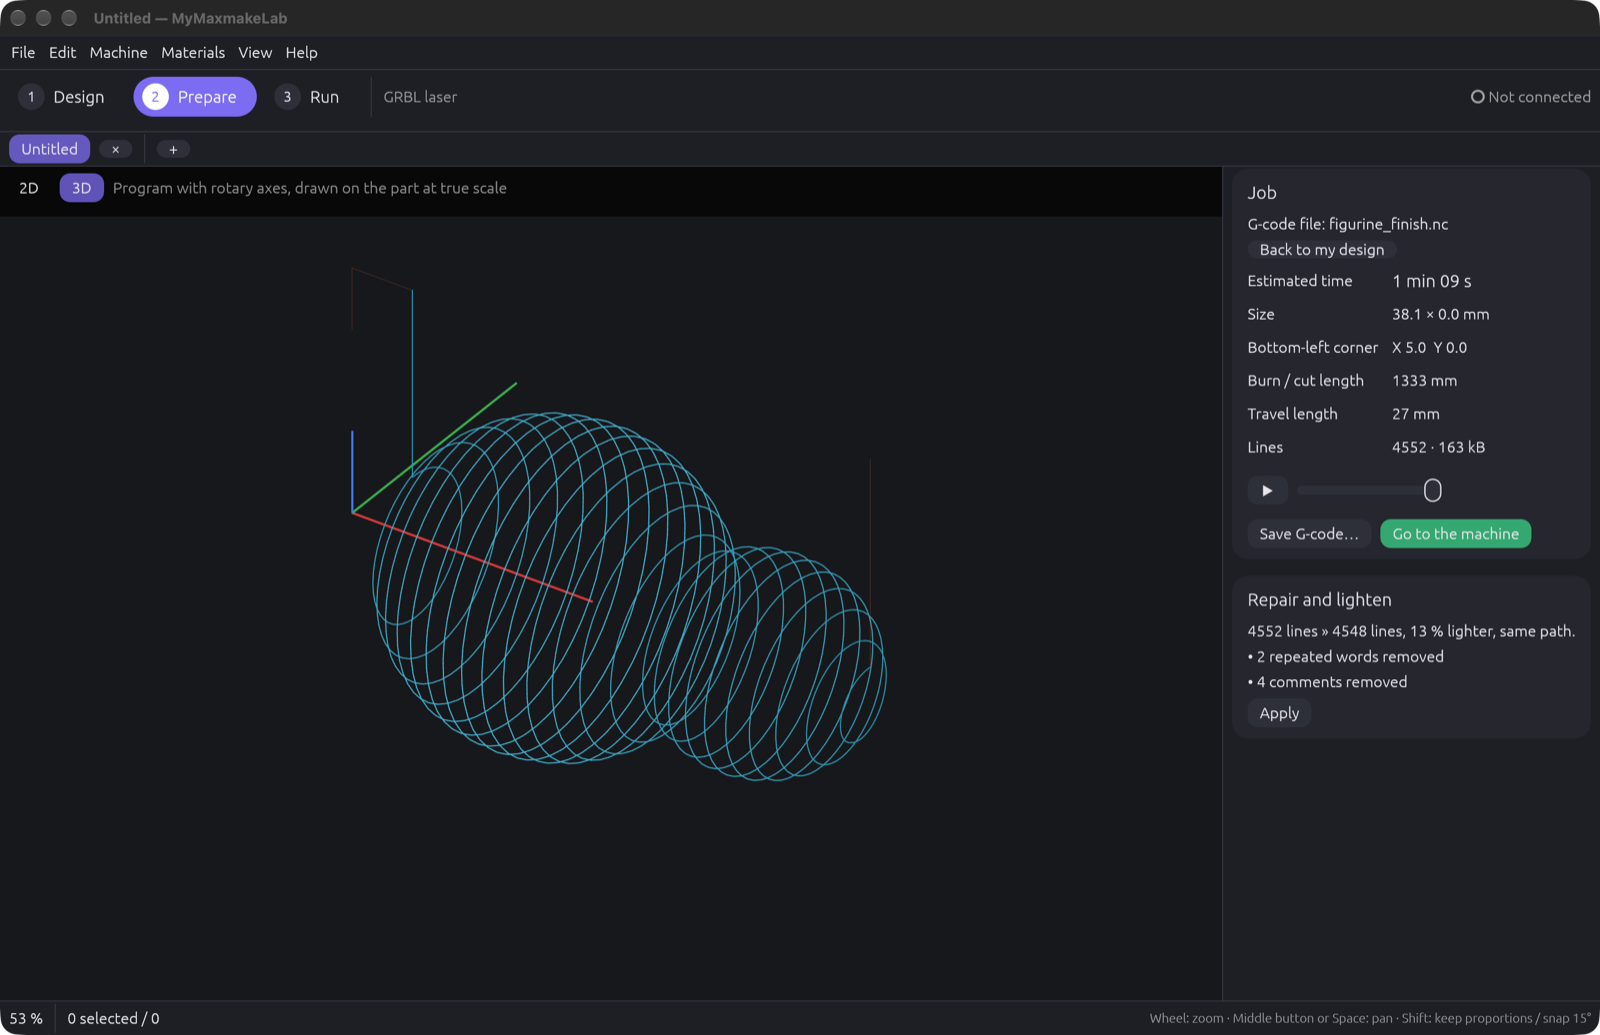 Untitled — MyMaxmakeLab
File Edit Machine Materials View Help
1 Design 2 Prepare 3 Run GRBL laser Not connected
Untitled × +
2D 3D Program with rotary axes, drawn on the part at true scale
Job
G-code file: figurine_finish.nc
Back to my design
Estimated time 1 min 09 s
Size 38.1 × 0.0 mm
Bottom-left corner X 5.0 Y 0.0
Burn / cut length 1333 mm
Travel length 27 mm
Lines 4552 · 163 kB
Save G-code… Go to the machine
Repair and lighten
4552 lines » 4548 lines, 13 % lighter, same path.
• 2 repeated words removed
• 4 comments removed
Apply
53 % 0 selected / 0 Wheel: zoom · Middle button or Space: pan · Shift: keep proportions / snap 15°